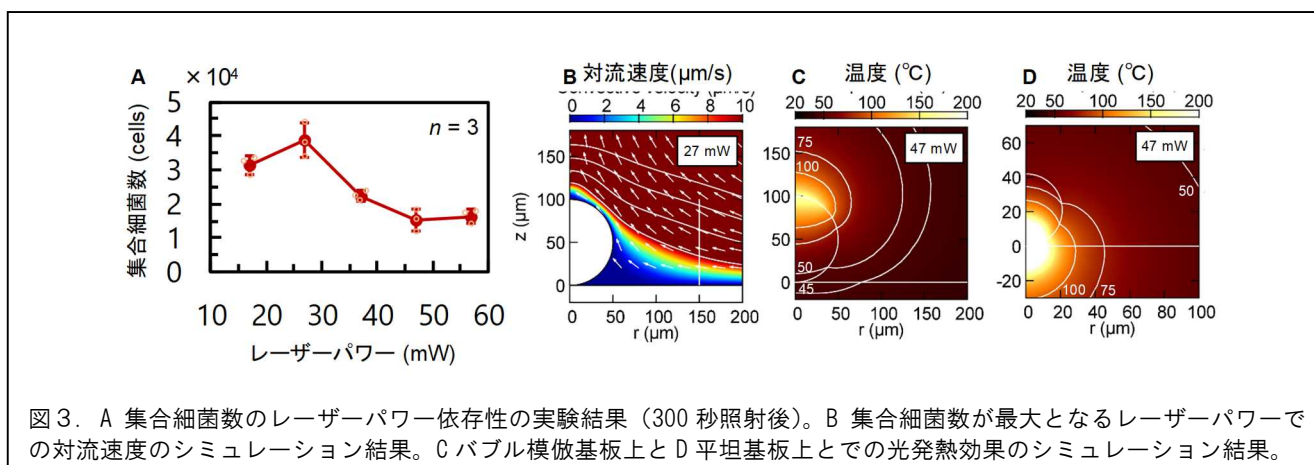 A
× 10⁴
集合細菌数 (cells)
5
4
3
2
1
0
n = 3
10 20 30 40 50 60
レーザーパワー (mW)
B 対流速度(µm/s)
0 2 4 6 8 10
27 mW
z (µm)
150
100
50
0
0 50 100 150 200
r (µm)
C 温度 (℃)
20 50 100 150 200
47 mW
75
100
50
45
150
100
50
0
0 50 100 150 200
r (µm)
D 温度 (℃)
20 50 100 150 200
47 mW
50
100
75
60
40
20
0
-20
0 20 40 60 80 100
r (µm)
図３．A 集合細菌数のレーザーパワー依存性の実験結果（300 秒照射後）。B 集合細菌数が最大となるレーザーパワーで
の対流速度のシミュレーション結果。C バブル模倣基板上と D 平坦基板上とでの光発熱効果のシミュレーション結果。